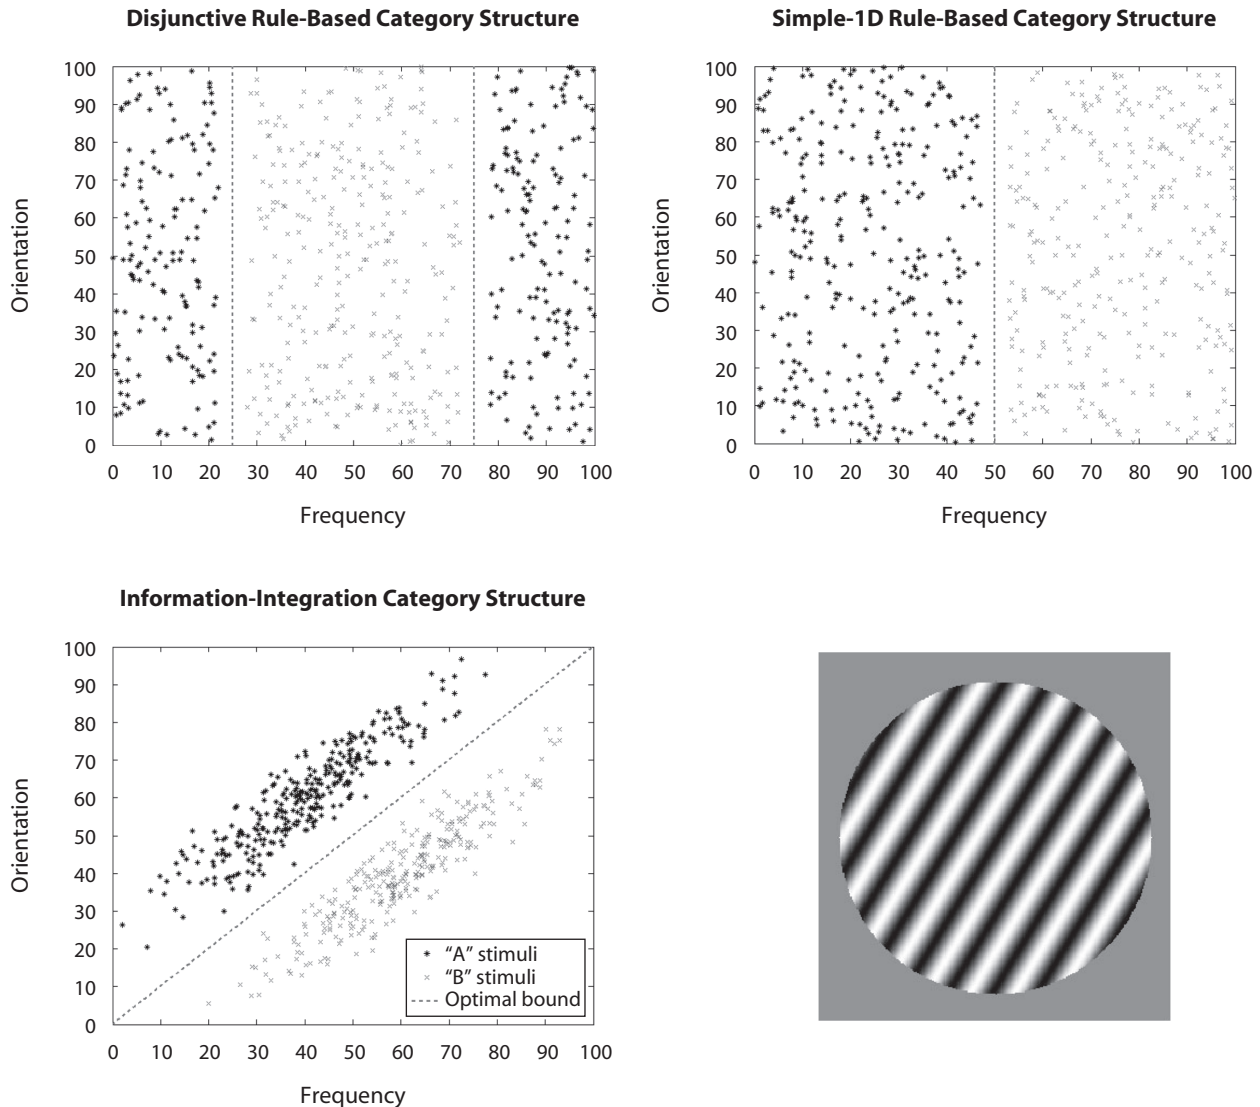 Disjunctive Rule-Based Category Structure
100
90
80
70
60
50
40
30
20
10
0
Orientation
0 10 20 30 40 50 60 70 80 90 100
Frequency
Simple-1D Rule-Based Category Structure
100
90
80
70
60
50
40
30
20
10
0
Orientation
0 10 20 30 40 50 60 70 80 90 100
Frequency
Information-Integration Category Structure
100
90
80
70
60
50
40
30
20
10
0
Orientation
“A” stimuli
“B” stimuli
Optimal bound
0 10 20 30 40 50 60 70 80 90 100
Frequency